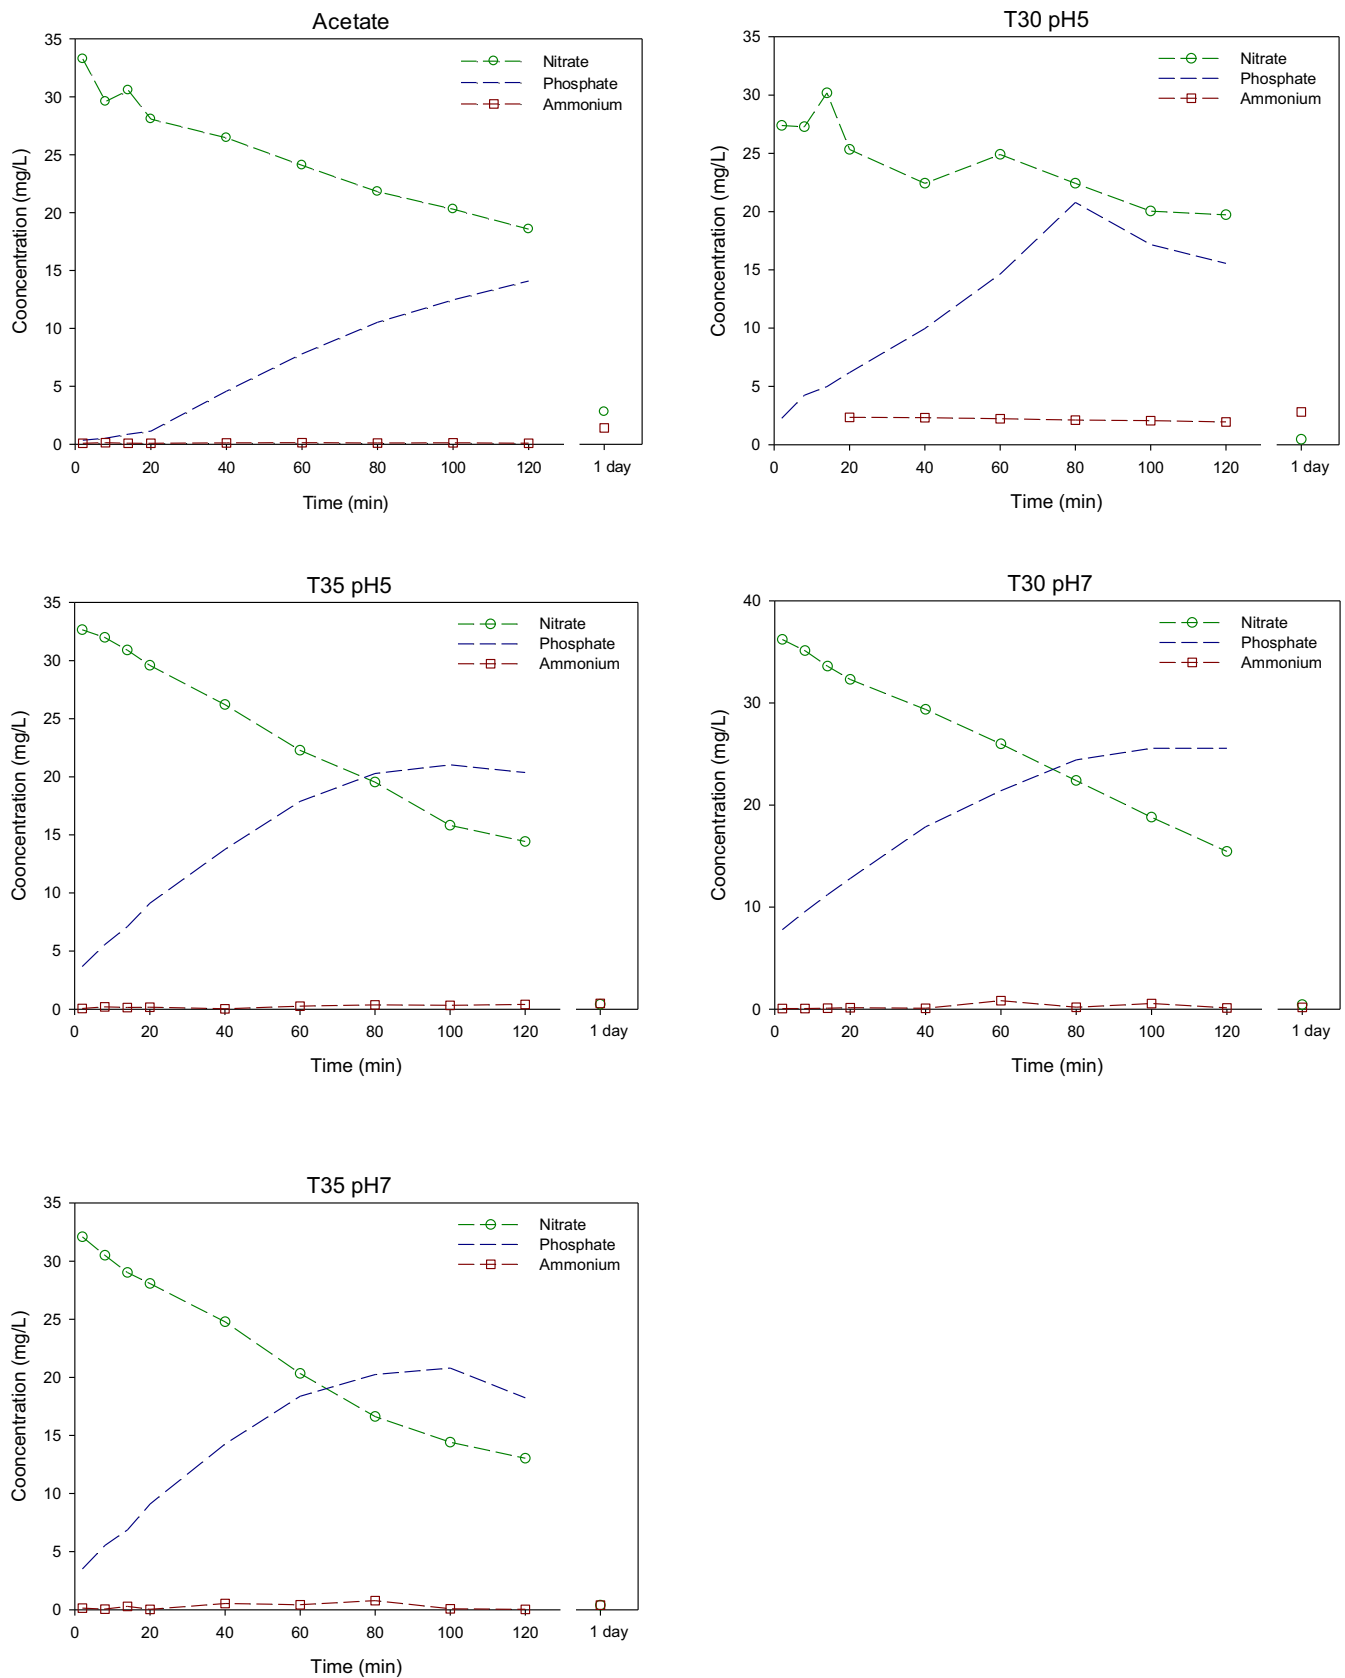 Acetate
35
30
25
20
15
10
5
0
Cooncentration (mg/L)
Nitrate
Phosphate
Ammonium
0 20 40 60 80 100 120 1 day
Time (min)
T30 pH5
35
30
25
20
15
10
5
0
Cooncentration (mg/L)
Nitrate
Phosphate
Ammonium
0 20 40 60 80 100 120 1 day
Time (min)
T35 pH5
35
30
25
20
15
10
5
0
Cooncentration (mg/L)
Nitrate
Phosphate
Ammonium
0 20 40 60 80 100 120 1 day
Time (min)
T30 pH7
40
30
20
10
0
Cooncentration (mg/L)
Nitrate
Phosphate
Ammonium
0 20 40 60 80 100 120 1 day
Time (min)
T35 pH7
35
30
25
20
15
10
5
0
Cooncentration (mg/L)
Nitrate
Phosphate
Ammonium
0 20 40 60 80 100 120 1 day
Time (min)